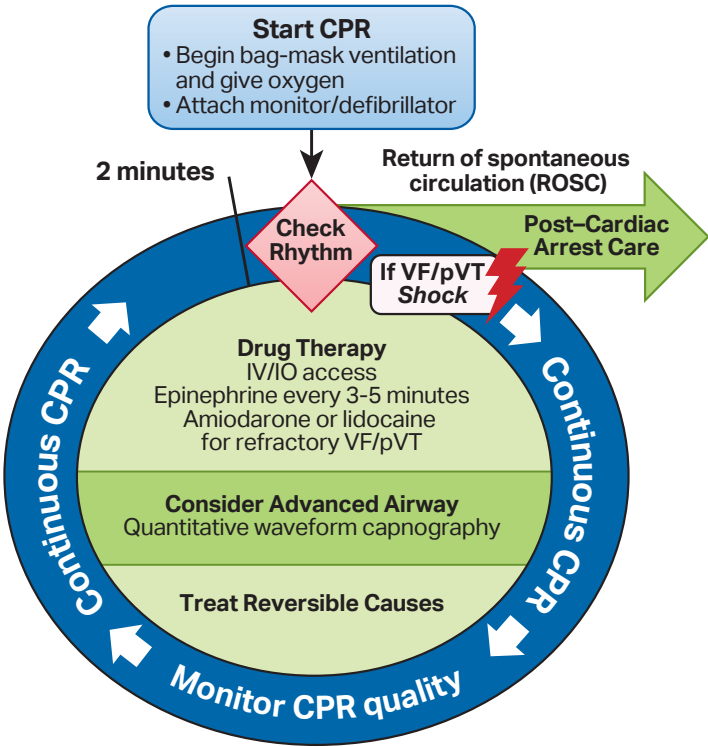 Start CPR
• Begin bag-mask ventilation
and give oxygen
• Attach monitor/defibrillator
2 minutes
Return of spontaneous
circulation (ROSC)
Check
Rhythm
Post–Cardiac
Arrest Care
If VF/pVT
Shock
Drug Therapy
IV/IO access
Epinephrine every 3-5 minutes
Amiodarone or lidocaine
for refractory VF/pVT
Consider Advanced Airway
Quantitative waveform capnography
Treat Reversible Causes
Continuous CPR
Monitor CPR quality
Continuous CPR